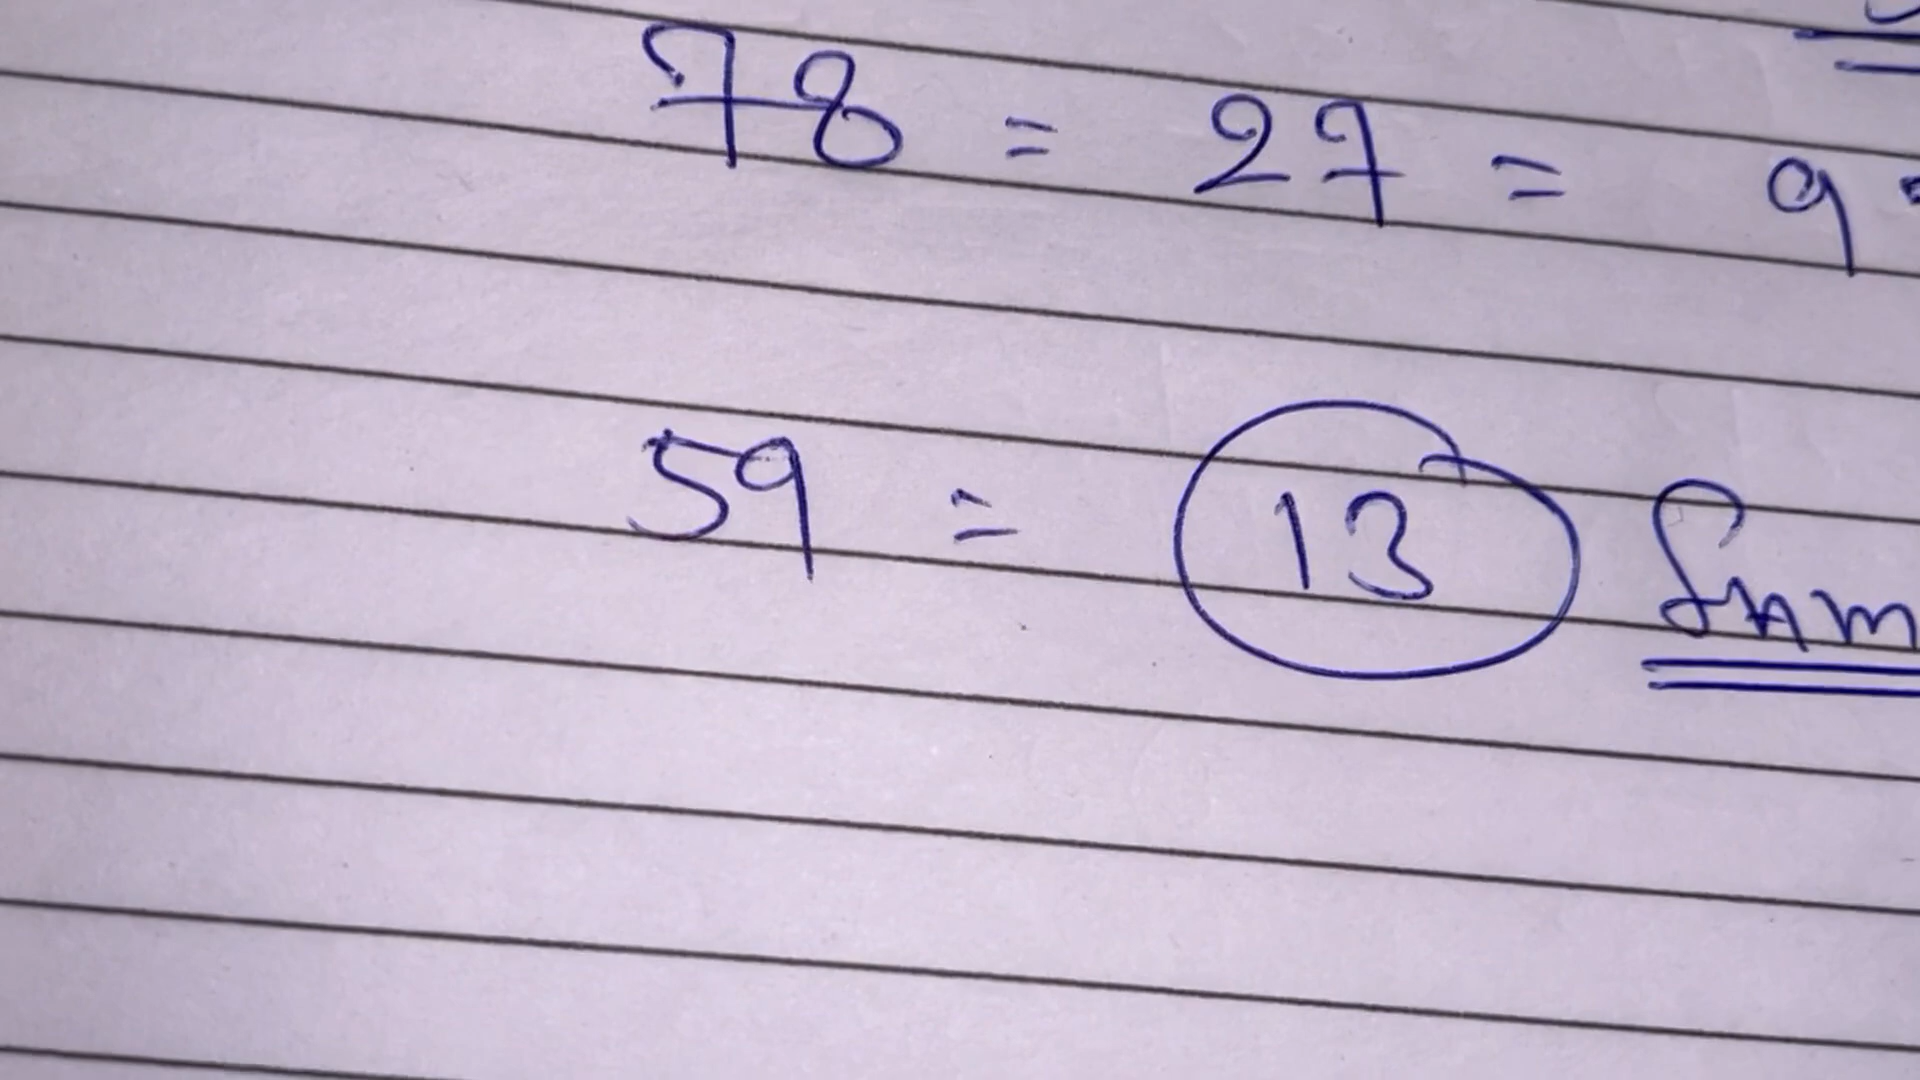 78 = 27 = 9
59 = 13